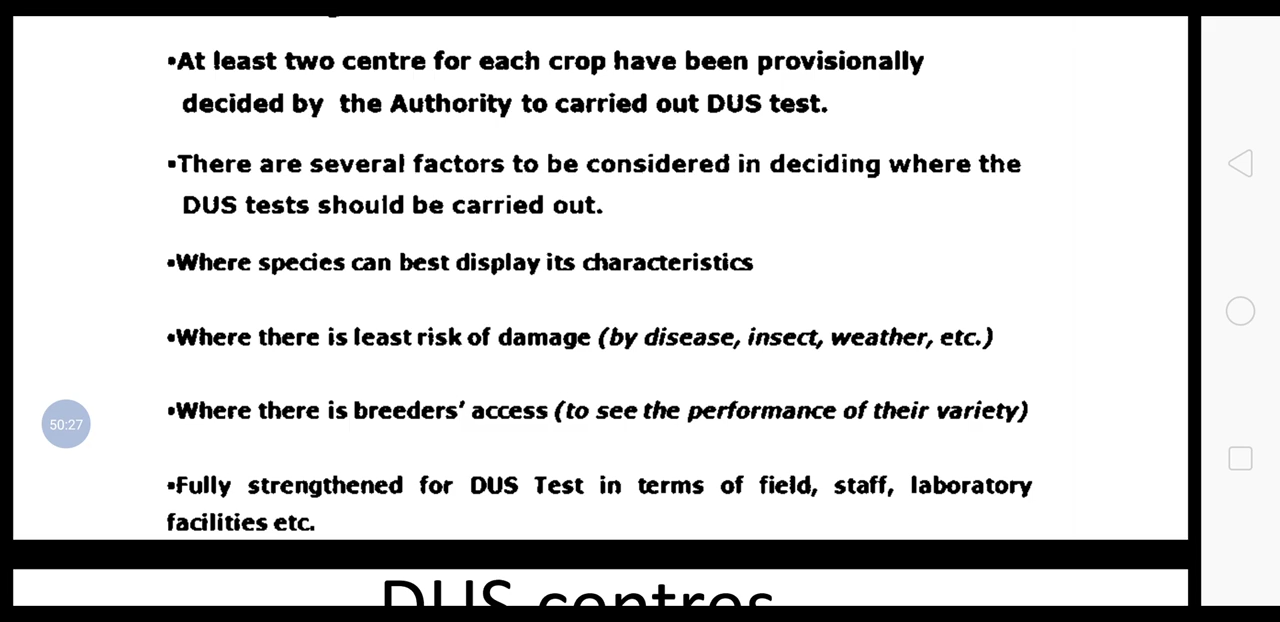 ▪At least two centre for each crop have been provisionally
decided by the Authority to carried out DUS test.
▪There are several factors to be considered in deciding where the
DUS tests should be carried out.
▪Where species can best display its characteristics
▪Where there is least risk of damage (by disease, insect, weather, etc.)
▪Where there is breeders’ access (to see the performance of their variety)
50:27
▪Fully strengthened for DUS Test in terms of field, staff, laboratory
facilities etc.
DUS centres